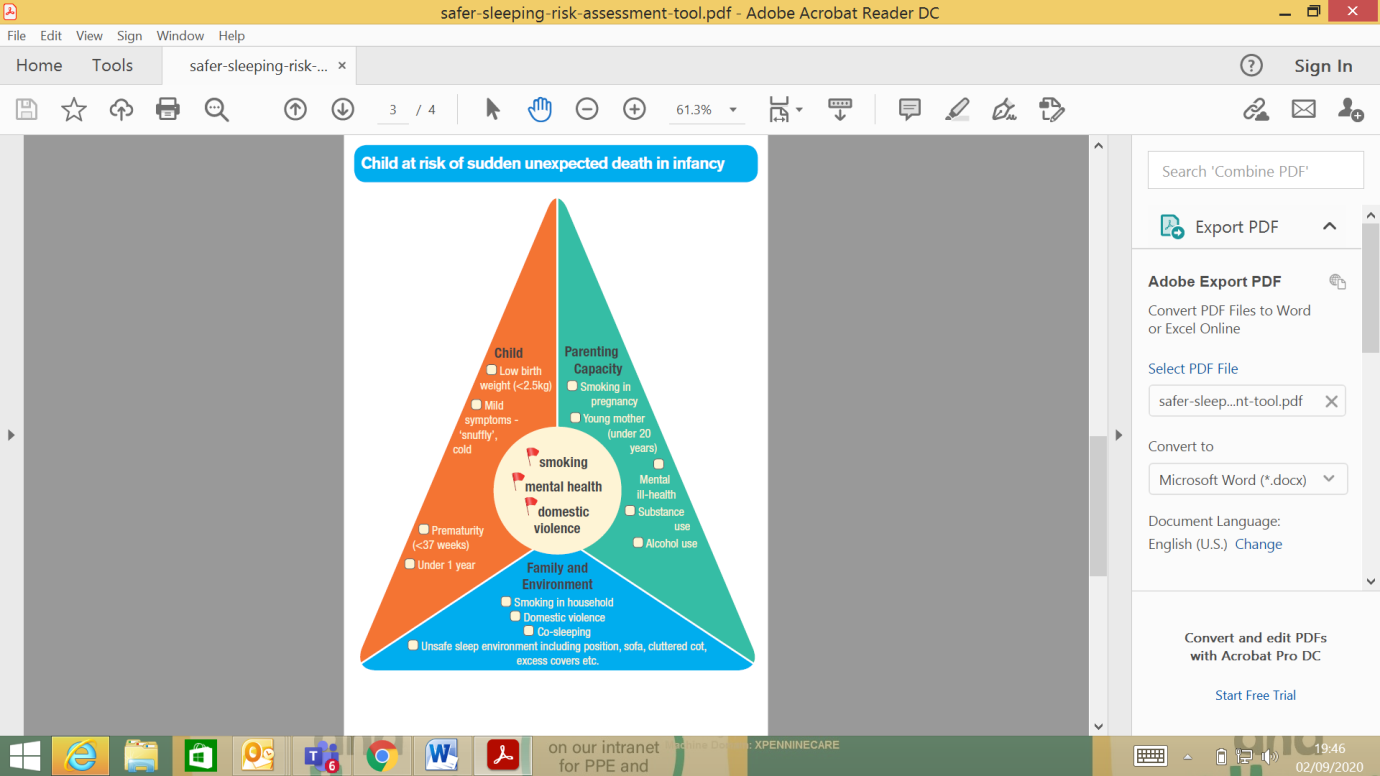 safer-sleeping-risk-assessment-tool.pdf - Adobe Acrobat Reader DC
File Edit View Sign Window Help
Home Tools safer-sleeping-risk-... × Sign In
3 / 4 61.3%
Child at risk of sudden unexpected death in infancy
Child
Low birth
weight (<2.5kg)
Mild
symptoms -
'snuffly',
cold
Prematurity
(<37 weeks)
Under 1 year
Parenting
Capacity
Smoking in
pregnancy
Young mother
(under 20
years)
Mental
ill-health
Substance
use
Alcohol use
smoking
mental health
domestic
violence
Family and
Environment
Smoking in household
Domestic violence
Co-sleeping
Unsafe sleep environment including position, sofa, cluttered cot,
excess covers etc.
Search 'Combine PDF'
Export PDF
Adobe Export PDF
Convert PDF Files to Word
or Excel Online
Select PDF File
safer-sleep...nt-tool.pdf
Convert to
Microsoft Word (*.docx)
Document Language:
English (U.S.) Change
Convert and edit PDFs
with Acrobat Pro DC
Start Free Trial
6
on our intranet
for PPE and
XPENNINECARE
19:46
02/09/2020